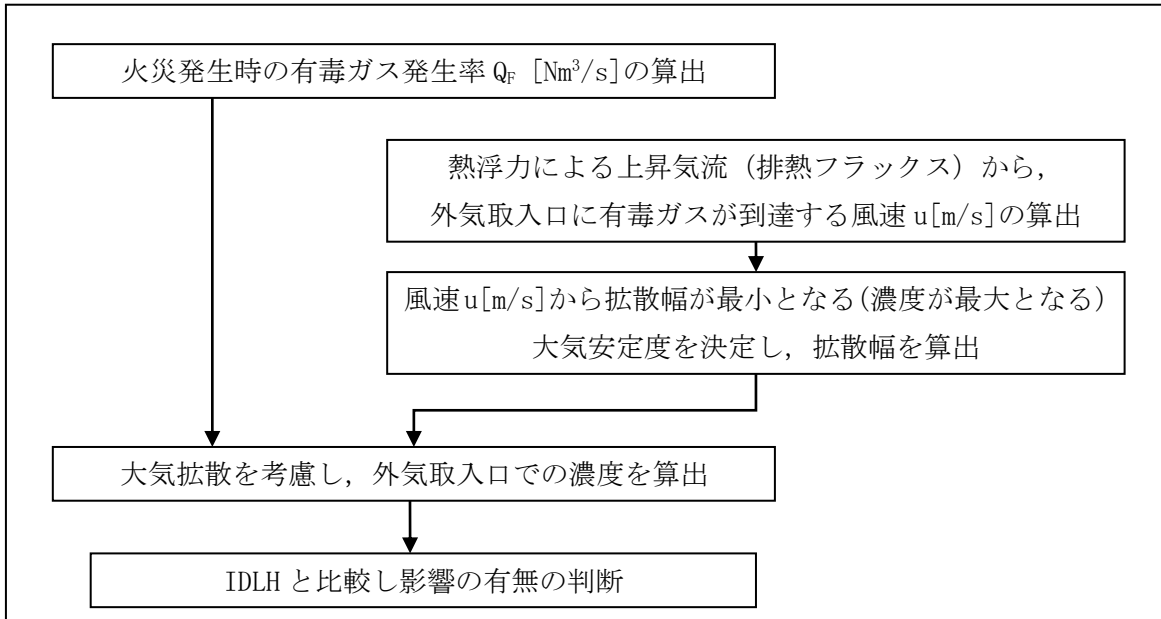 火災発生時の有毒ガス発生率 Q_F [Nm³/s]の算出
熱浮力による上昇気流（排熱フラックス）から，
外気取入口に有毒ガスが到達する風速 u[m/s]の算出
風速u[m/s]から拡散幅が最小となる(濃度が最大となる)
大気安定度を決定し，拡散幅を算出
大気拡散を考慮し，外気取入口での濃度を算出
IDLH と比較し影響の有無の判断